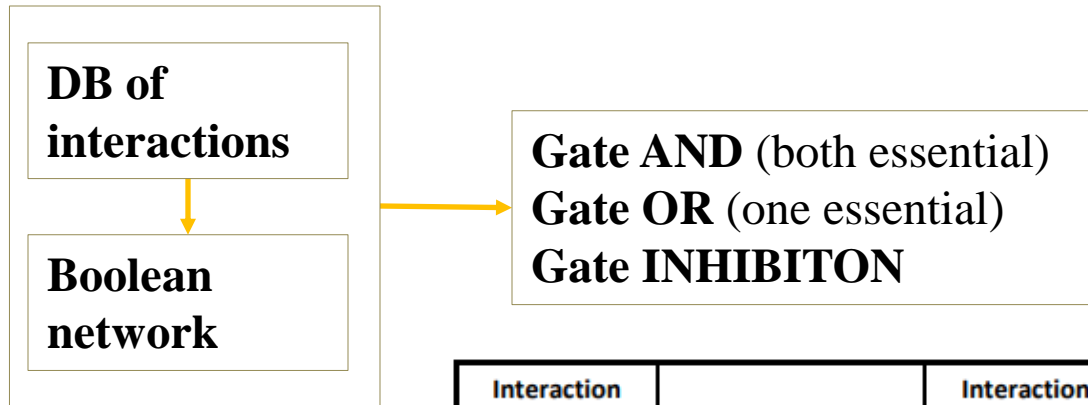 DB of
interactions
Boolean
network
Gate AND (both essential)
Gate OR (one essential)
Gate INHIBITON
Interaction
Interaction